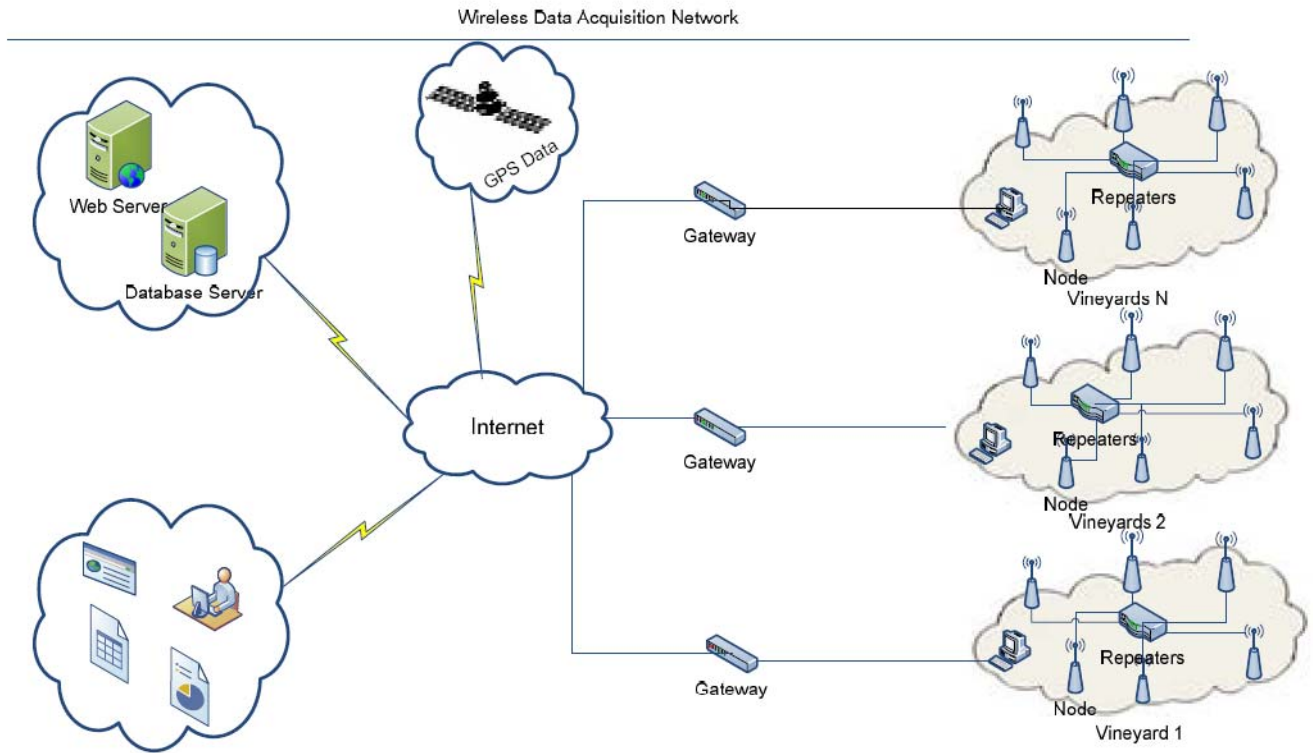 Wireless Data Acquisition Network
GPS Data
Web Server
Database Server
Internet
Gateway
Repeaters
Node
Vineyards N
Gateway
Repeaters
Node
Vineyards 2
Gateway
Repeaters
Node
Vineyard 1